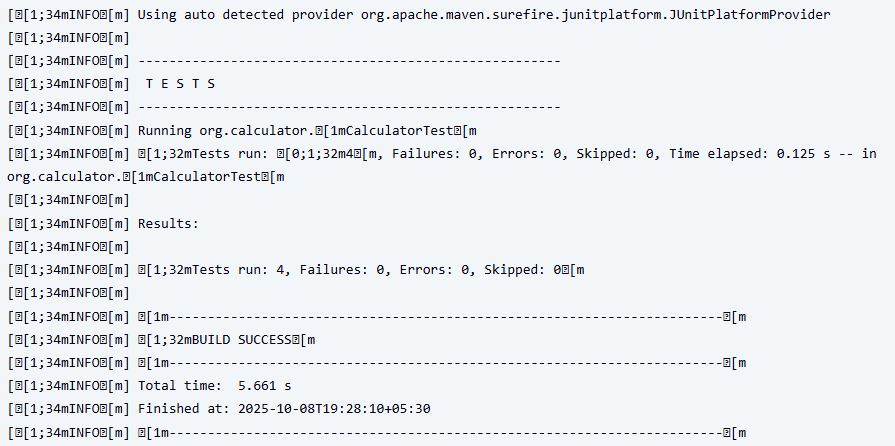 [␛[1;34mINFO␛[m] Using auto detected provider org.apache.maven.surefire.junitplatform.JUnitPlatformProvider
[␛[1;34mINFO␛[m]
[␛[1;34mINFO␛[m] -------------------------------------------------------
[␛[1;34mINFO␛[m]  T E S T S
[␛[1;34mINFO␛[m] -------------------------------------------------------
[␛[1;34mINFO␛[m] Running org.calculator.␛[1mCalculatorTest␛[m
[␛[1;34mINFO␛[m] ␛[1;32mTests run: ␛[0;1;32m4␛[m, Failures: 0, Errors: 0, Skipped: 0, Time elapsed: 0.125 s -- in
org.calculator.␛[1mCalculatorTest␛[m
[␛[1;34mINFO␛[m]
[␛[1;34mINFO␛[m] Results:
[␛[1;34mINFO␛[m]
[␛[1;34mINFO␛[m] ␛[1;32mTests run: 4, Failures: 0, Errors: 0, Skipped: 0␛[m
[␛[1;34mINFO␛[m]
[␛[1;34mINFO␛[m] ␛[1m------------------------------------------------------------------------␛[m
[␛[1;34mINFO␛[m] ␛[1;32mBUILD SUCCESS␛[m
[␛[1;34mINFO␛[m] ␛[1m------------------------------------------------------------------------␛[m
[␛[1;34mINFO␛[m] Total time:  5.661 s
[␛[1;34mINFO␛[m] Finished at: 2025-10-08T19:28:10+05:30
[␛[1;34mINFO␛[m] ␛[1m------------------------------------------------------------------------␛[m